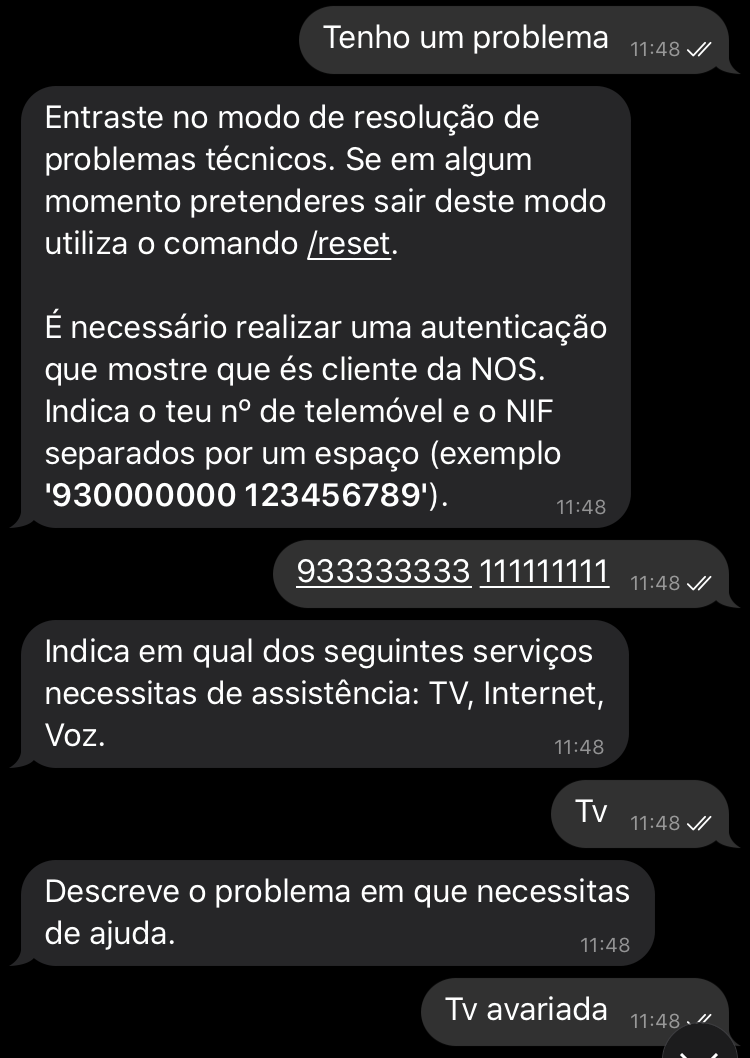 Tenho um problema 11:48
Entraste no modo de resolução de
problemas técnicos. Se em algum
momento pretenderes sair deste modo
utiliza o comando /reset.
É necessário realizar uma autenticação
que mostre que és cliente da NOS.
Indica o teu nº de telemóvel e o NIF
separados por um espaço (exemplo
'930000000 123456789'). 11:48
933333333 111111111 11:48
Indica em qual dos seguintes serviços
necessitas de assistência: TV, Internet,
Voz. 11:48
Tv 11:48
Descreve o problema em que necessitas
de ajuda. 11:48
Tv avariada 11:48